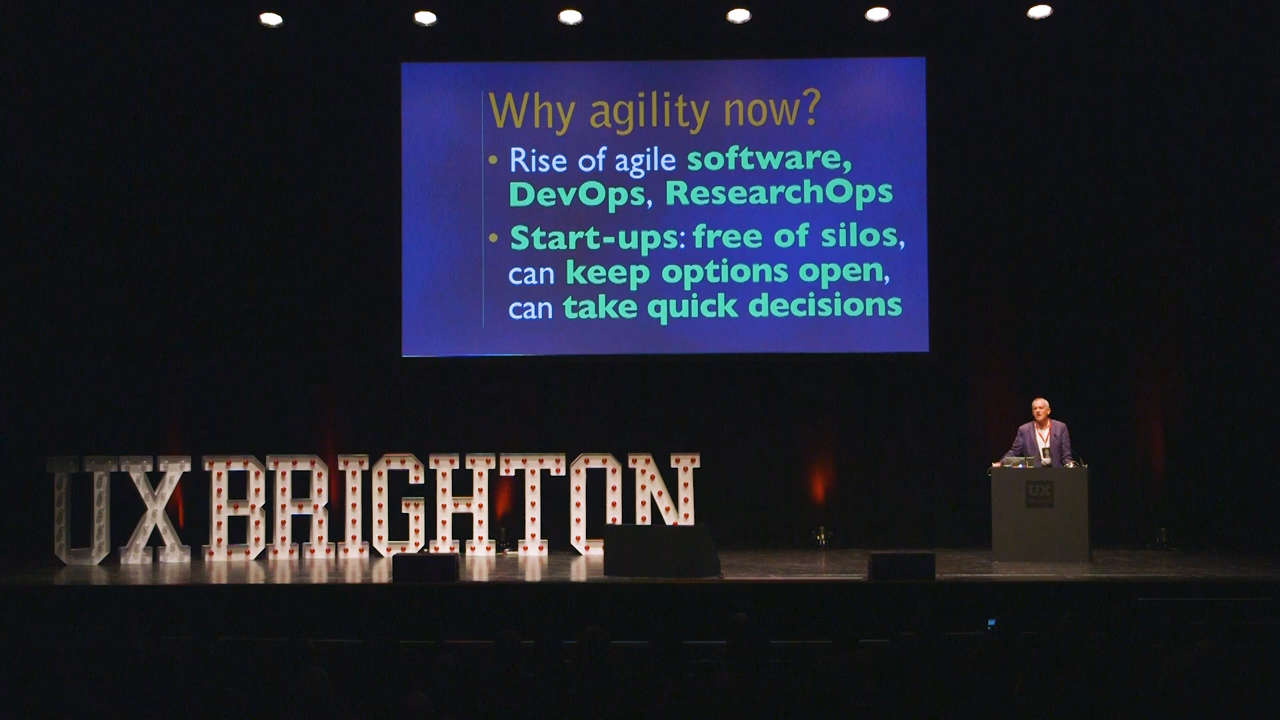 Why agility now?
• Rise of agile software,
DevOps, ResearchOps
• Start-ups: free of silos,
can keep options open,
can take quick decisions
UX BRIGHTON
UX